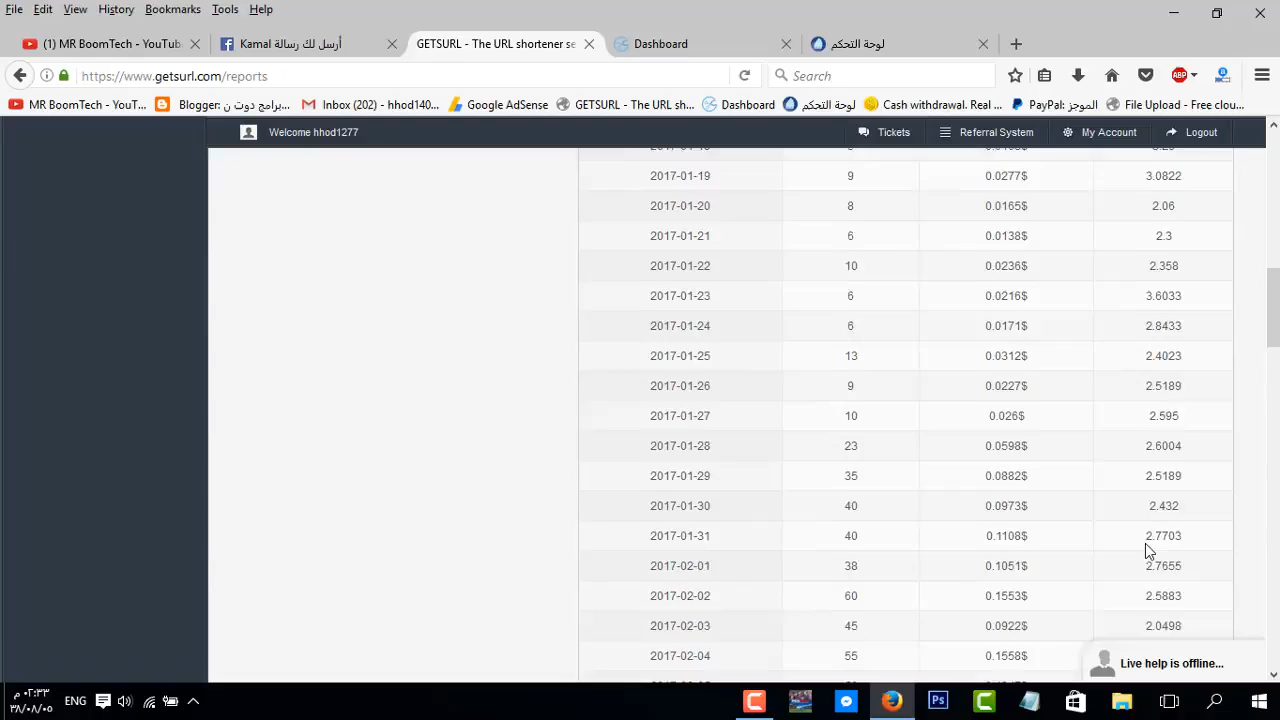 File Edit View History Bookmarks Tools Help
(1) MR BoomTech - YouTube
Kamal أرسل لك رسالة
GETSURL - The URL shortener se
Dashboard
لوحة التحكم
https://www.getsurl.com/reports
Search
ABP
MR BoomTech - YouT...
Blogger: برامج دوت ن...
Inbox (202) - hhod140...
Google AdSense
GETSURL - The URL sh...
Dashboard
لوحة التحكم
Cash withdrawal. Real ...
PayPal: الموجز
File Upload - Free clou...
Welcome hhod1277 Tickets Referral System My Account Logout
2017-01-19 9 0.0277$ 3.0822
2017-01-20 8 0.0165$ 2.06
2017-01-21 6 0.0138$ 2.3
2017-01-22 10 0.0236$ 2.358
2017-01-23 6 0.0216$ 3.6033
2017-01-24 6 0.0171$ 2.8433
2017-01-25 13 0.0312$ 2.4023
2017-01-26 9 0.0227$ 2.5189
2017-01-27 10 0.026$ 2.595
2017-01-28 23 0.0598$ 2.6004
2017-01-29 35 0.0882$ 2.5189
2017-01-30 40 0.0973$ 2.432
2017-01-31 40 0.1108$ 2.7703
2017-02-01 38 0.1051$ 2.7655
2017-02-02 60 0.1553$ 2.5883
2017-02-03 45 0.0922$ 2.0498
2017-02-04 55 0.1558$
Live help is offline...
٠٢:٣٣ م
٣٨/٠٨/٠٥
ENG
Ps